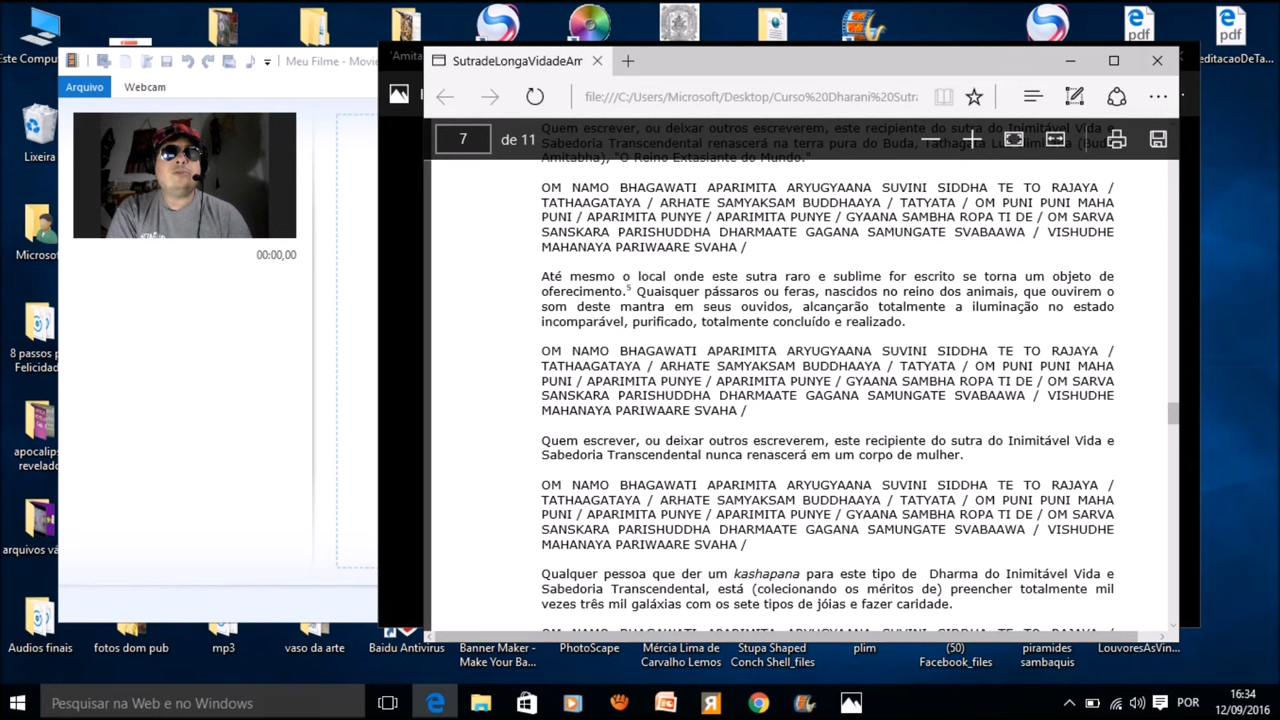 Este Compu
Lixeira
Microso
8 passos p
Felicidad
apocalips
revelado
arquivos vá
Audios finais
fotos dom pub
mp3
vaso da arte
Baidu Antivirus
Banner Maker -
Make Your Ba...
PhotoScape
Mércia Lima de
Carvalho Lemos
Stupa Shaped
Conch Shell_files
plim
(50)
Facebook_files
piramides
sambaquis
LouvoresAsVin...
editacaoDeTa...
Meu Filme - Movie
Arquivo
Webcam
00:00,00
'Amita
SutradeLongaVidadeAm
file:///C:/Users/Microsoft/Desktop/Curso%20Dharani%20Sutra
7 de 11
Quem escrever, ou deixar outros escreverem, este recipiente do sutra do Inimitável Vida e
Sabedoria Transcendental renascerá na terra pura do Buda, Tathagata
Amitabha), "O Reino Extasiante do Mundo."
OM NAMO BHAGAWATI APARIMITA ARYUGYAANA SUVINI SIDDHA TE TO RAJAYA /
TATHAAGATAYA / ARHATE SAMYAKSAM BUDDHAAYA / TATYATA / OM PUNI PUNI MAHA
PUNI / APARIMITA PUNYE / APARIMITA PUNYE / GYAANA SAMBHA ROPA TI DE / OM SARVA
SANSKARA PARISHUDDHA DHARMAATE GAGANA SAMUNGATE SVABAAWA / VISHUDHE
MAHANAYA PARIWAARE SVAHA /
Até mesmo o local onde este sutra raro e sublime for escrito se torna um objeto de
oferecimento.5 Quaisquer pássaros ou feras, nascidos no reino dos animais, que ouvirem o
som deste mantra em seus ouvidos, alcançarão totalmente a iluminação no estado
incomparável, purificado, totalmente concluído e realizado.
OM NAMO BHAGAWATI APARIMITA ARYUGYAANA SUVINI SIDDHA TE TO RAJAYA /
TATHAAGATAYA / ARHATE SAMYAKSAM BUDDHAAYA / TATYATA / OM PUNI PUNI MAHA
PUNI / APARIMITA PUNYE / APARIMITA PUNYE / GYAANA SAMBHA ROPA TI DE / OM SARVA
SANSKARA PARISHUDDHA DHARMAATE GAGANA SAMUNGATE SVABAAWA / VISHUDHE
MAHANAYA PARIWAARE SVAHA /
Quem escrever, ou deixar outros escreverem, este recipiente do sutra do Inimitável Vida e
Sabedoria Transcendental nunca renascerá em um corpo de mulher.
OM NAMO BHAGAWATI APARIMITA ARYUGYAANA SUVINI SIDDHA TE TO RAJAYA /
TATHAAGATAYA / ARHATE SAMYAKSAM BUDDHAAYA / TATYATA / OM PUNI PUNI MAHA
PUNI / APARIMITA PUNYE / APARIMITA PUNYE / GYAANA SAMBHA ROPA TI DE / OM SARVA
SANSKARA PARISHUDDHA DHARMAATE GAGANA SAMUNGATE SVABAAWA / VISHUDHE
MAHANAYA PARIWAARE SVAHA /
Qualquer pessoa que der um kashapana para este tipo de Dharma do Inimitável Vida e
Sabedoria Transcendental, está (colecionando os méritos de) preencher totalmente mil
vezes três mil galáxias com os sete tipos de jóias e fazer caridade.
Pesquisar na Web e no Windows
POR
16:34
12/09/2016